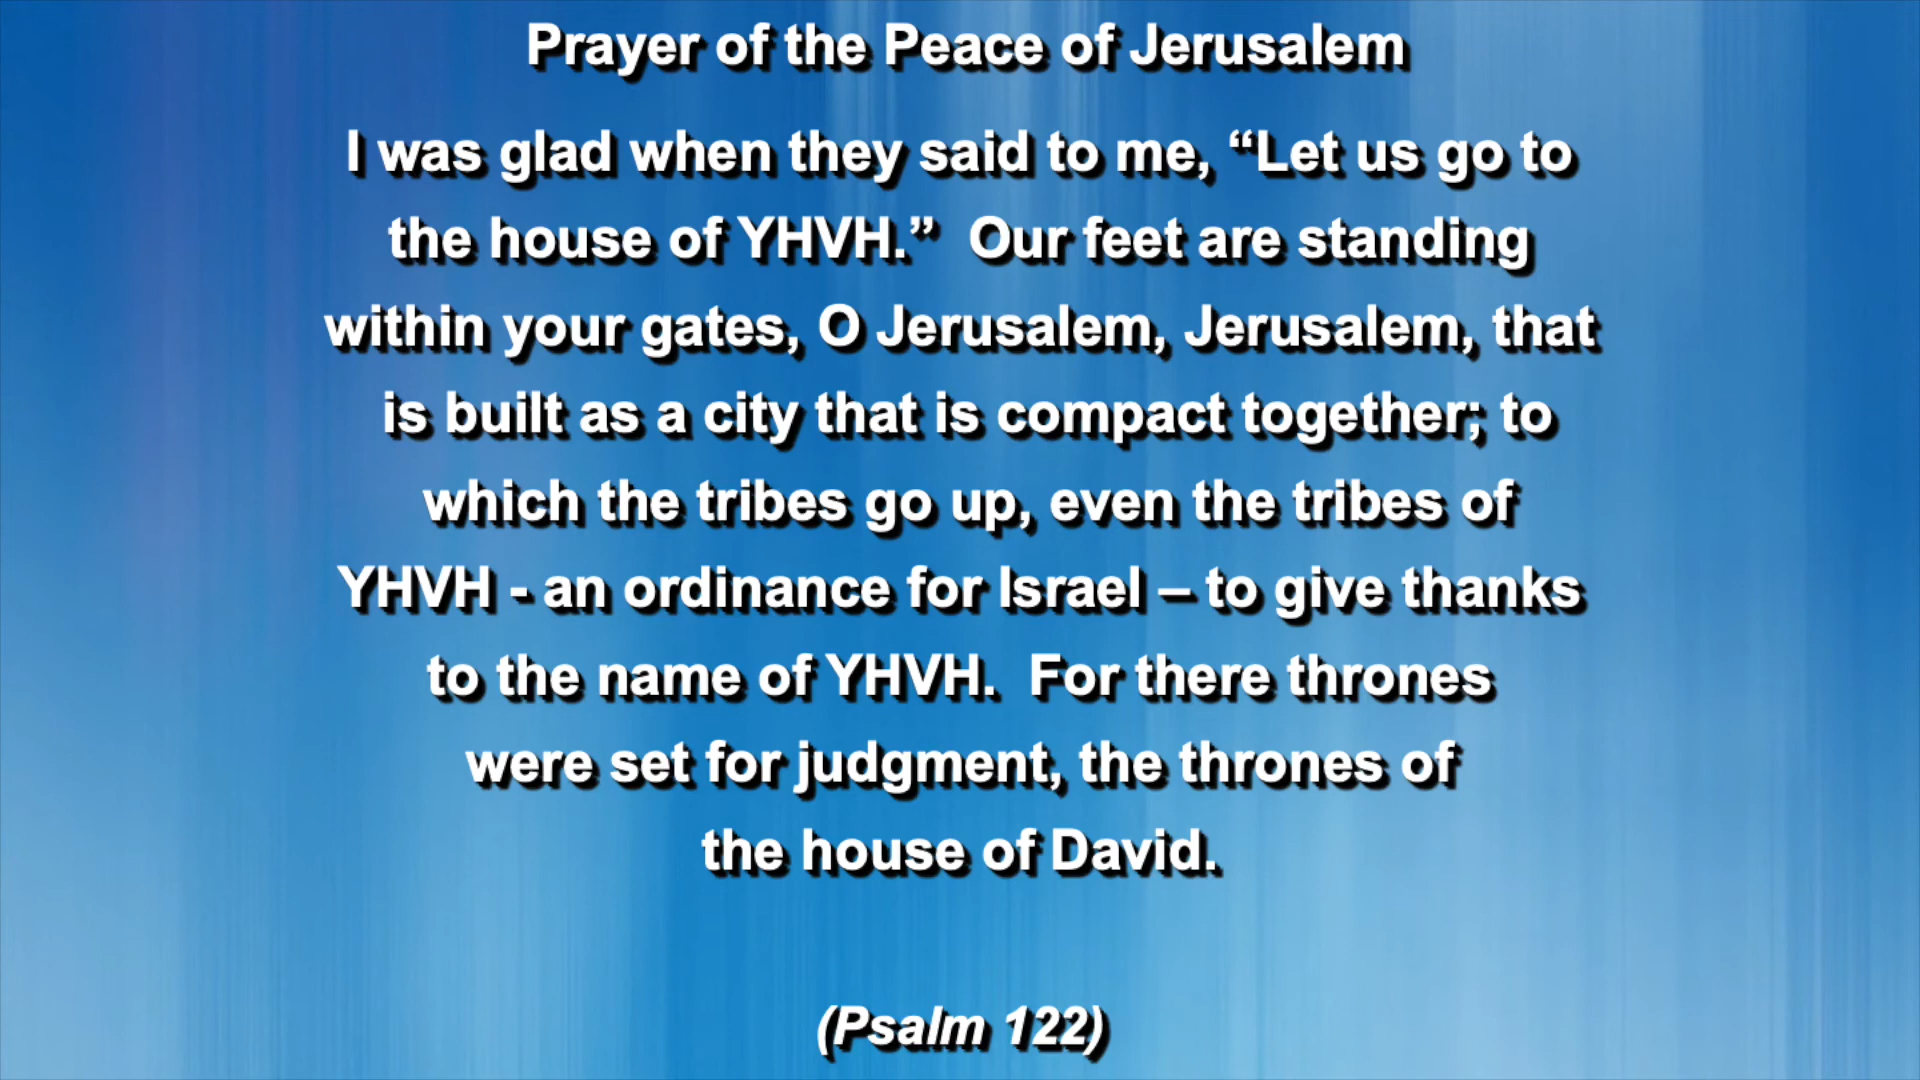 Prayer of the Peace of Jerusalem
I was glad when they said to me, “Let us go to
the house of YHVH.”  Our feet are standing
within your gates, O Jerusalem, Jerusalem, that
is built as a city that is compact together; to
which the tribes go up, even the tribes of
YHVH - an ordinance for Israel – to give thanks
to the name of YHVH.  For there thrones
were set for judgment, the thrones of
the house of David.
(Psalm 122)